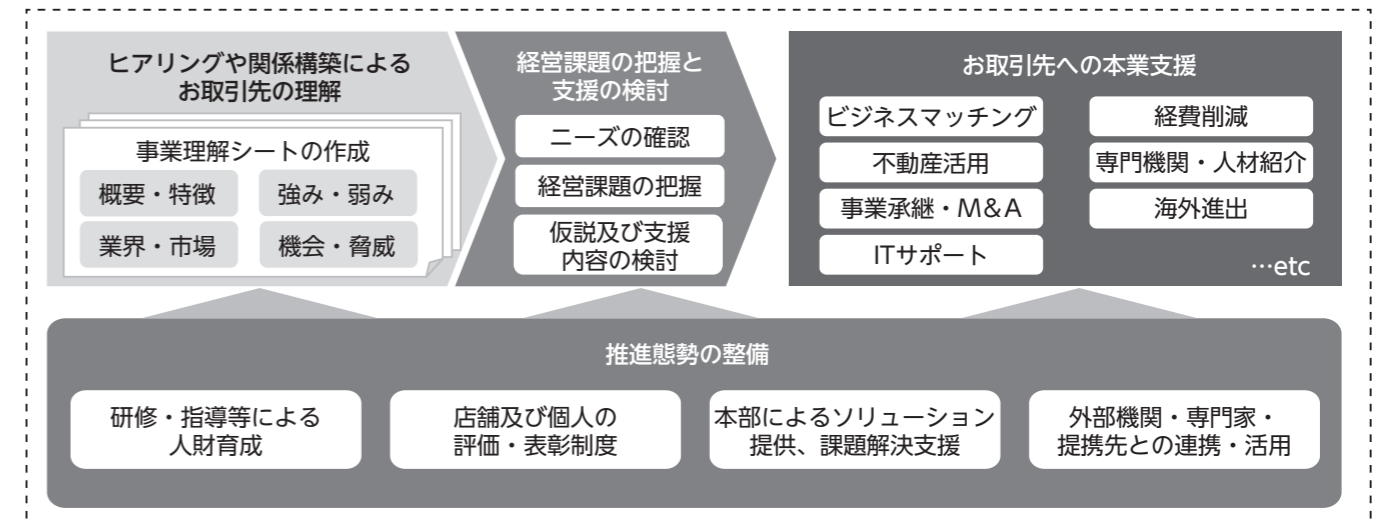 ヒアリングや関係構築による
お取引先の理解
事業理解シートの作成
概要・特徴
強み・弱み
業界・市場
機会・脅威
経営課題の把握と
支援の検討
ニーズの確認
経営課題の把握
仮説及び支援
内容の検討
お取引先への本業支援
ビジネスマッチング
経費削減
不動産活用
専門機関・人材紹介
事業承継・M&A
海外進出
ITサポート
…etc
推進態勢の整備
研修・指導等による
人財育成
店舗及び個人の
評価・表彰制度
本部によるソリューション
提供、課題解決支援
外部機関・専門家・
提携先との連携・活用